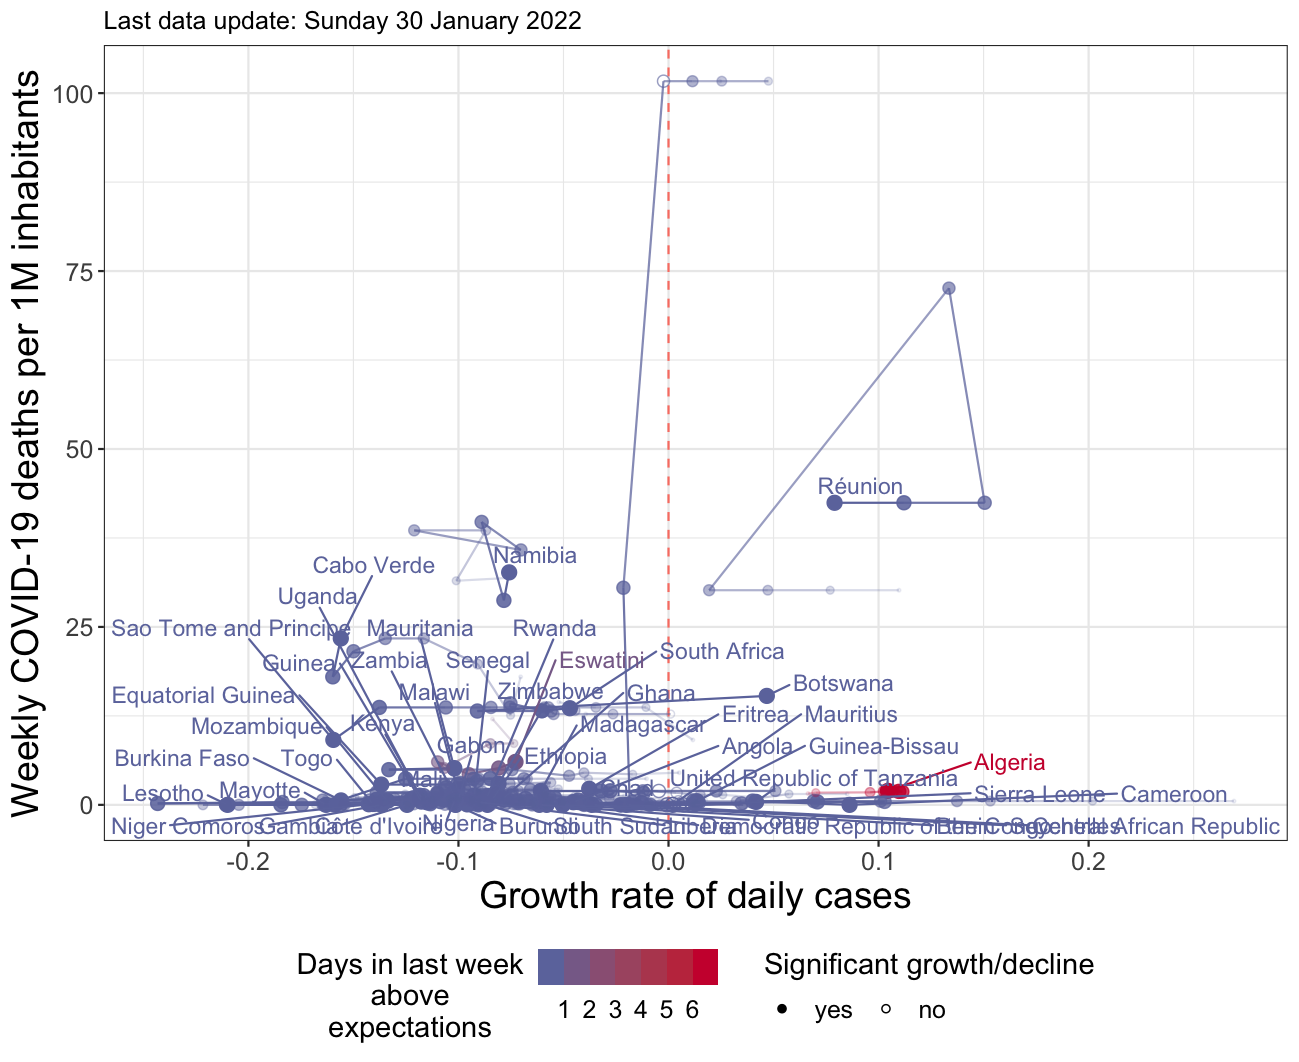 Last data update: Sunday 30 January 2022
Weekly COVID-19 deaths per 1M inhabitants
100
75
50
25
0
Réunion
Namibia
Cabo Verde
Uganda
Sao Tome and Principe
Mauritania
Rwanda
Guinea
Zambia
Senegal
Eswatini
South Africa
Equatorial Guinea
Malawi
Zimbabwe
Ghana
Botswana
Mozambique
Kenya
Madagascar
Eritrea
Mauritius
Burkina Faso
Togo
Gabon
Ethiopia
Angola
Guinea-Bissau
Algeria
Lesotho
Mayotte
United Republic of Tanzania
Sierra Leone
Cameroon
Niger
Comoros
Gambia
Côte d'Ivoire
Nigeria
Burundi
South Sudan
Liberia
Democratic Republic of the Congo
Seychelles
Central African Republic
-0.2
-0.1
0.0
0.1
0.2
Growth rate of daily cases
Days in last week
above
expectations
1 2 3 4 5 6
Significant growth/decline
yes
no